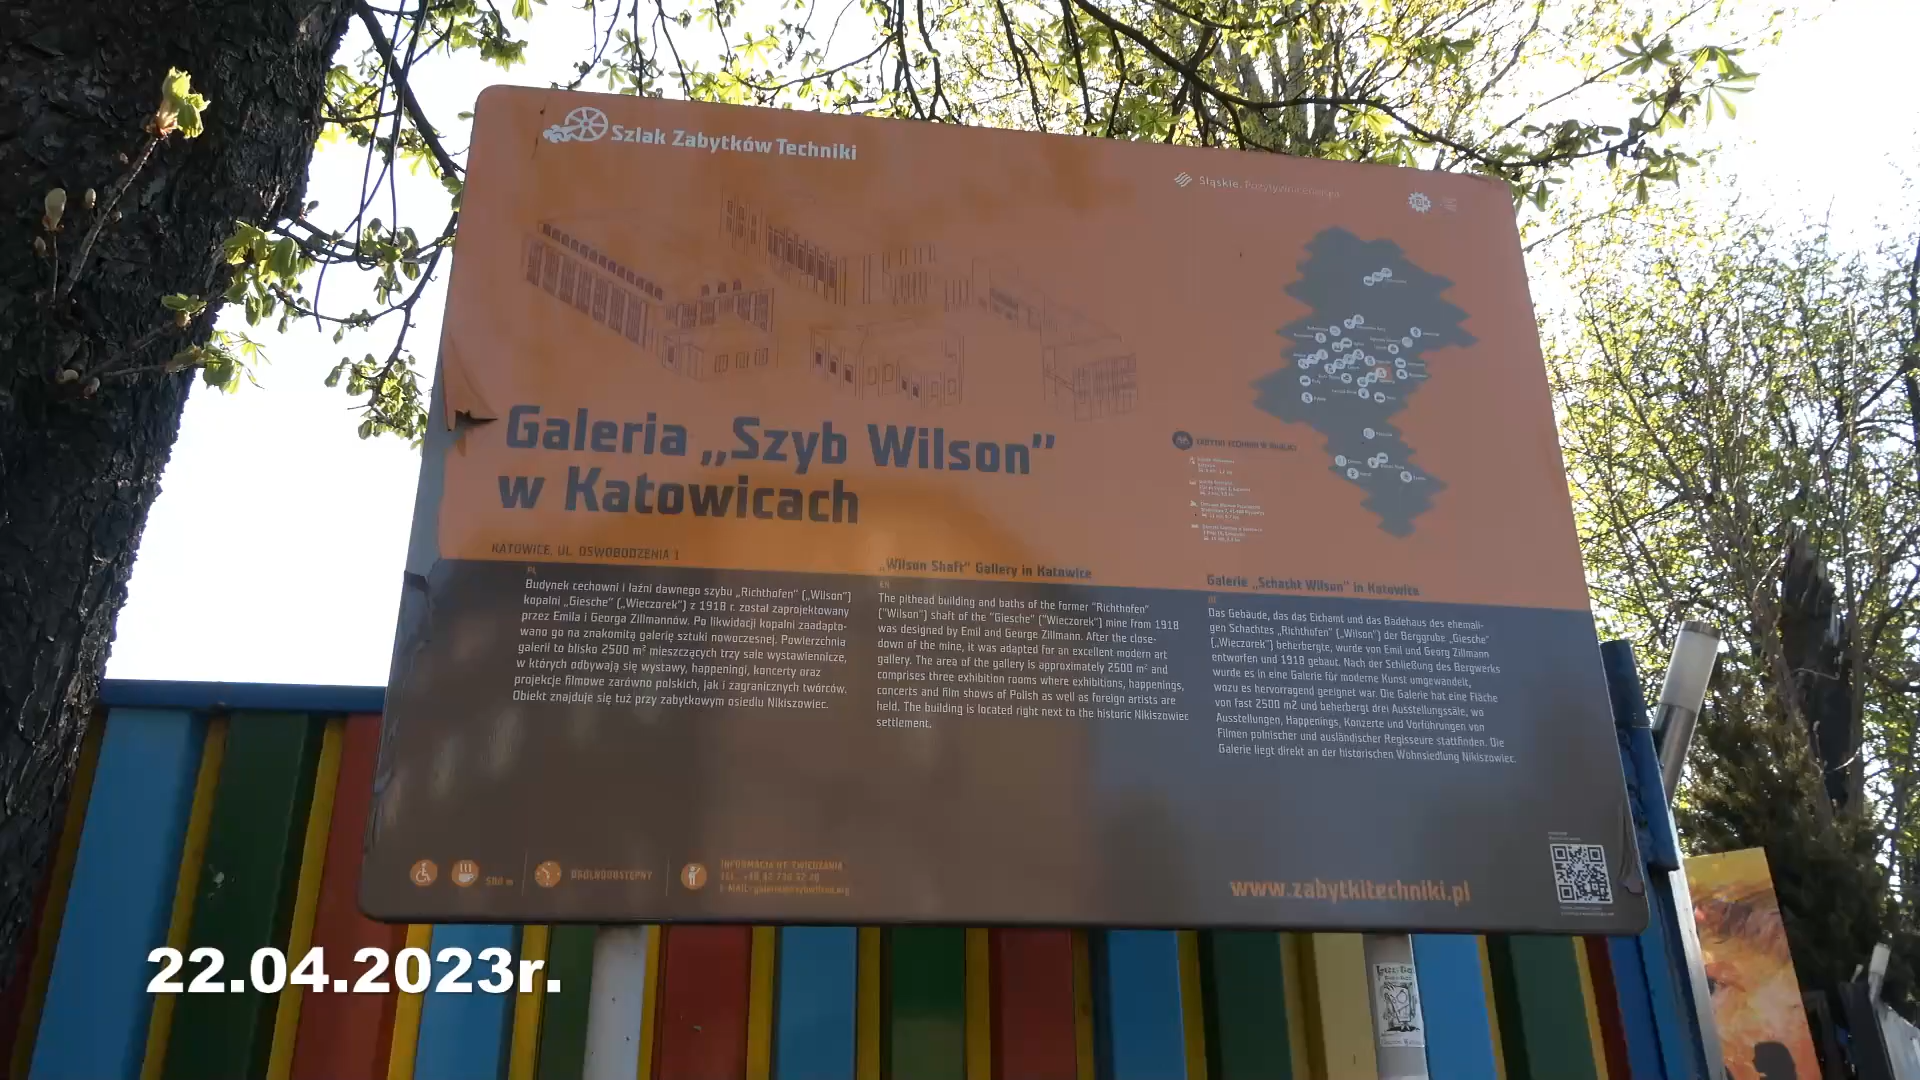 Szlak Zabytków Techniki
Śląskie. Pozytywna energia
Galeria „Szyb Wilson”
w Katowicach
KATOWICE, UL. OSWOBODZENIA 1
PL
Budynek cechowni i łaźni dawnego szybu „Richthofen” („Wilson”)
kopalni „Giesche” („Wieczorek”) z 1918 r. został zaprojektowany
przez Emila i Georga Zillmannów. Po likwidacji kopalni zaadapto-
wano go na znakomitą galerię sztuki nowoczesnej. Powierzchnia
galerii to blisko 2500 m² mieszczących trzy sale wystawiennicze,
w których odbywają się wystawy, happeningi, koncerty oraz
projekcje filmowe zarówno polskich, jak i zagranicznych twórców.
Obiekt znajduje się tuż przy zabytkowym osiedlu Nikiszowiec.
„Wilson Shaft” Gallery in Katowice
EN
The pithead building and baths of the former "Richthofen"
("Wilson") shaft of the "Giesche" ("Wieczorek") mine from 1918
was designed by Emil and George Zillmann. After the close-
down of the mine, it was adapted for an excellent modern art
gallery. The area of the gallery is approximately 2500 m² and
comprises three exhibition rooms where exhibitions, happenings,
concerts and film shows of Polish as well as foreign artists are
held. The building is located right next to the historic Nikiszowiec
settlement.
Galerie „Schacht Wilson” in Katowice
DE
Das Gebäude, das das Eichamt und das Badehaus des ehemali-
gen Schachtes „Richthofen” („Wilson”) der Berggrube „Giesche”
(„Wieczorek”) beherbergte, wurde von Emil und Georg Zillmann
entworfen und 1918 gebaut. Nach der Schließung des Bergwerks
wurde es in eine Galerie für moderne Kunst umgewandelt,
wozu es hervorragend geeignet war. Die Galerie hat eine Fläche
von fast 2500 m2 und beherbergt drei Ausstellungssäle, wo
Ausstellungen, Happenings, Konzerte und Vorführungen von
Filmen polnischer und ausländischer Regisseure stattfinden. Die
Galerie liegt direkt an der historischen Wohnsiedlung Nikiszowiec.
500 m
OGÓLNODOSTĘPNY
INFORMACJA NT. ZWIEDZANIA
www.zabytkitechniki.pl
22.04.2023r.